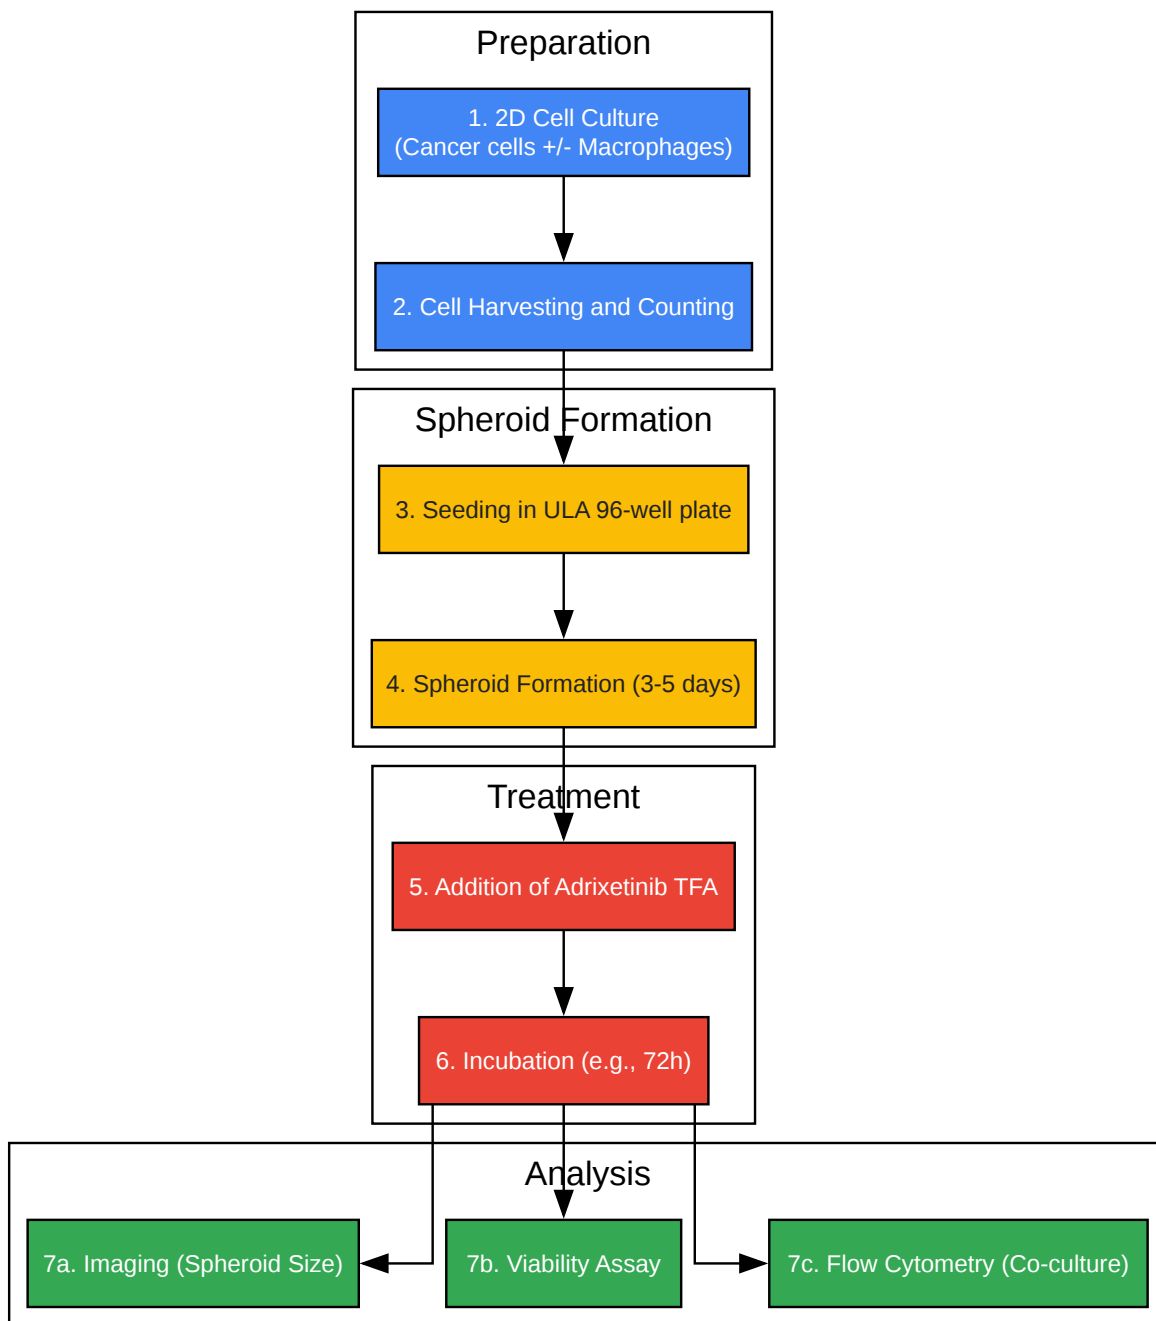 Preparation
1. 2D Cell Culture
(Cancer cells +/- Macrophages)
2. Cell Harvesting and Counting
Spheroid Formation
3. Seeding in ULA 96-well plate
4. Spheroid Formation (3-5 days)
Treatment
5. Addition of Adrixetinib TFA
6. Incubation (e.g., 72h)
Analysis
7a. Imaging (Spheroid Size)
7b. Viability Assay
7c. Flow Cytometry (Co-culture)